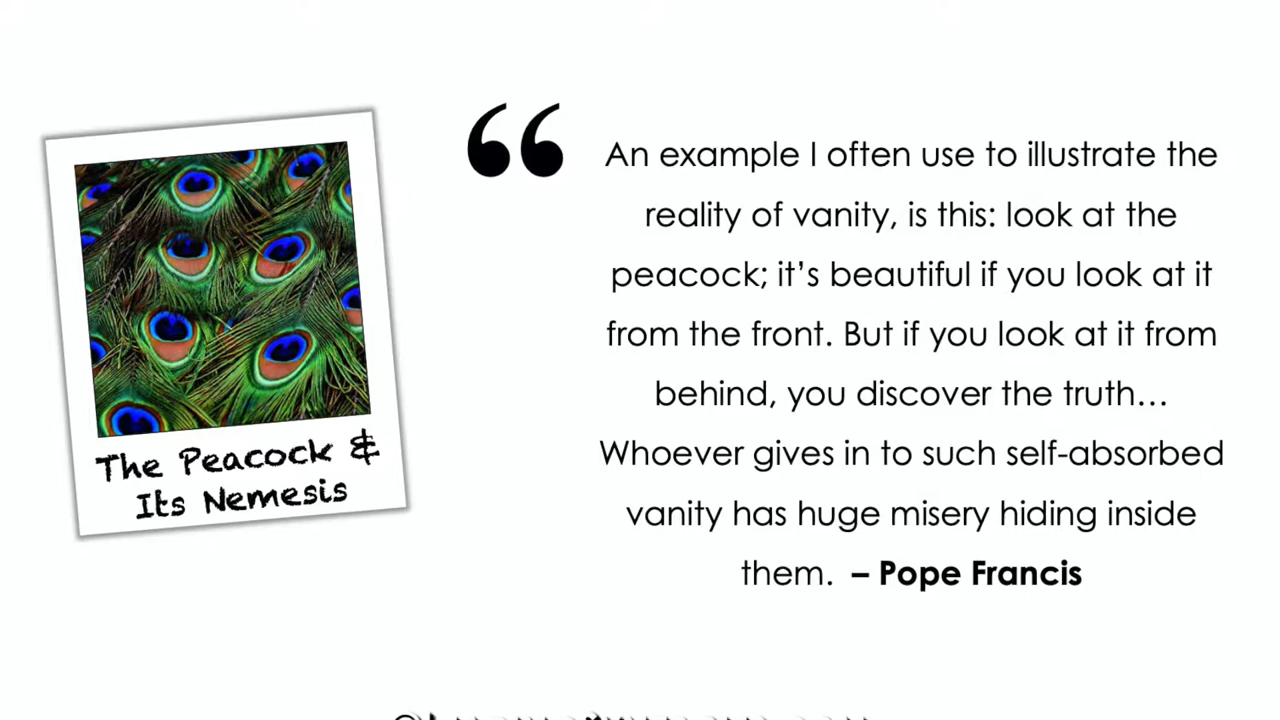 The Peacock &
Its Nemesis
“
An example I often use to illustrate the
reality of vanity, is this: look at the
peacock; it’s beautiful if you look at it
from the front. But if you look at it from
behind, you discover the truth…
Whoever gives in to such self-absorbed
vanity has huge misery hiding inside
them. – Pope Francis